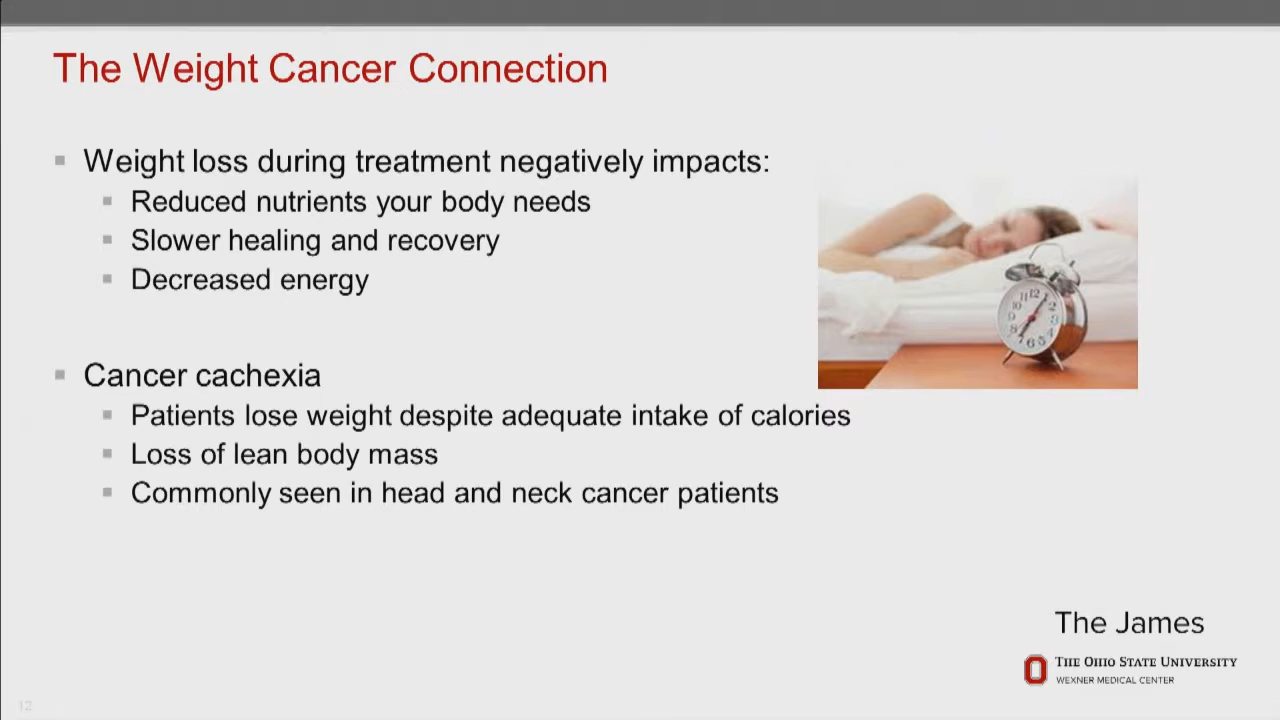 The Weight Cancer Connection
Weight loss during treatment negatively impacts:
Reduced nutrients your body needs
Slower healing and recovery
Decreased energy
Cancer cachexia
Patients lose weight despite adequate intake of calories
Loss of lean body mass
Commonly seen in head and neck cancer patients
The James
THE OHIO STATE UNIVERSITY
WEXNER MEDICAL CENTER
12